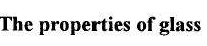 The properties of glass